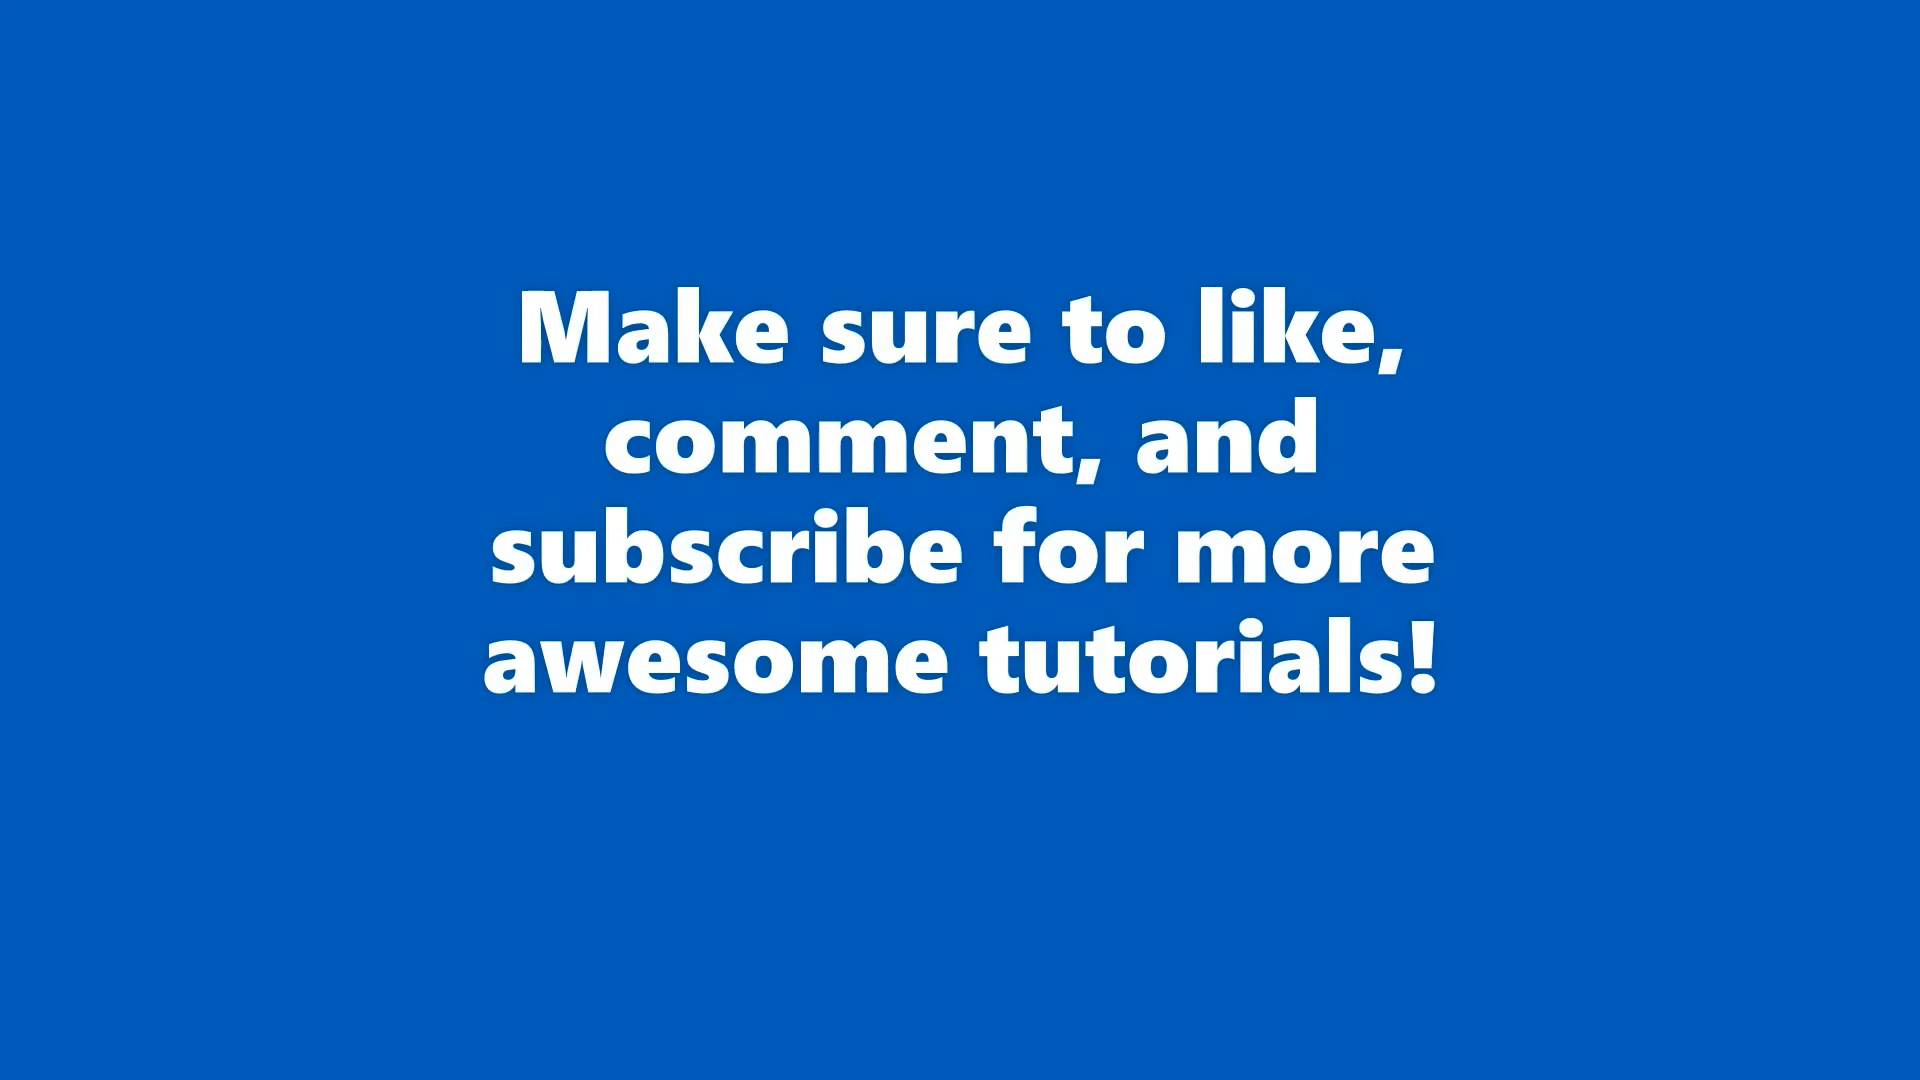 Make sure to like,
comment, and
subscribe for more
awesome tutorials!